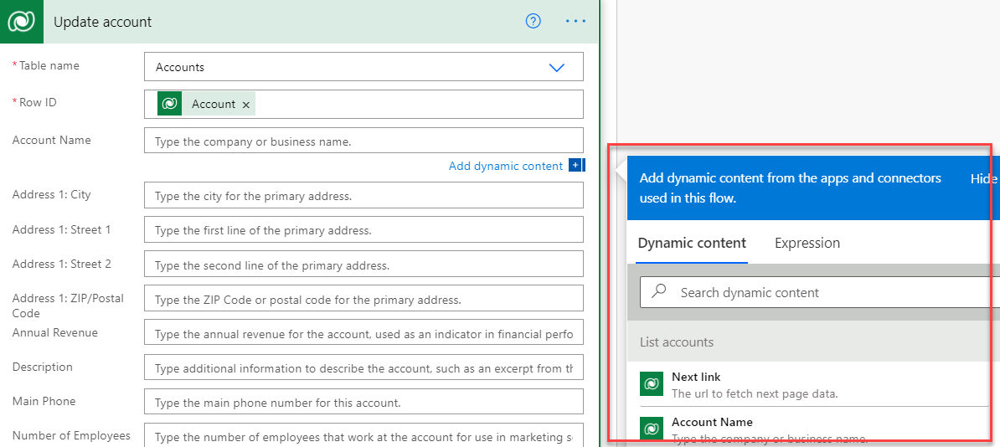 Update account
?
...
* Table name
Accounts
* Row ID
Account ×
Account Name
Type the company or business name.
Add dynamic content +
Address 1: City
Type the city for the primary address.
Address 1: Street 1
Type the first line of the primary address.
Address 1: Street 2
Type the second line of the primary address.
Address 1: ZIP/Postal
Code
Type the ZIP Code or postal code for the primary address.
Annual Revenue
Type the annual revenue for the account, used as an indicator in financial perfo
Description
Type additional information to describe the account, such as an excerpt from th
Main Phone
Type the main phone number for this account.
Number of Employees
Type the number of employees that work at the account for use in marketing se
Add dynamic content from the apps and connectors
used in this flow.
Hide
Dynamic content
Expression
Search dynamic content
List accounts
Next link
The url to fetch next page data.
Account Name
Type the company or business name.